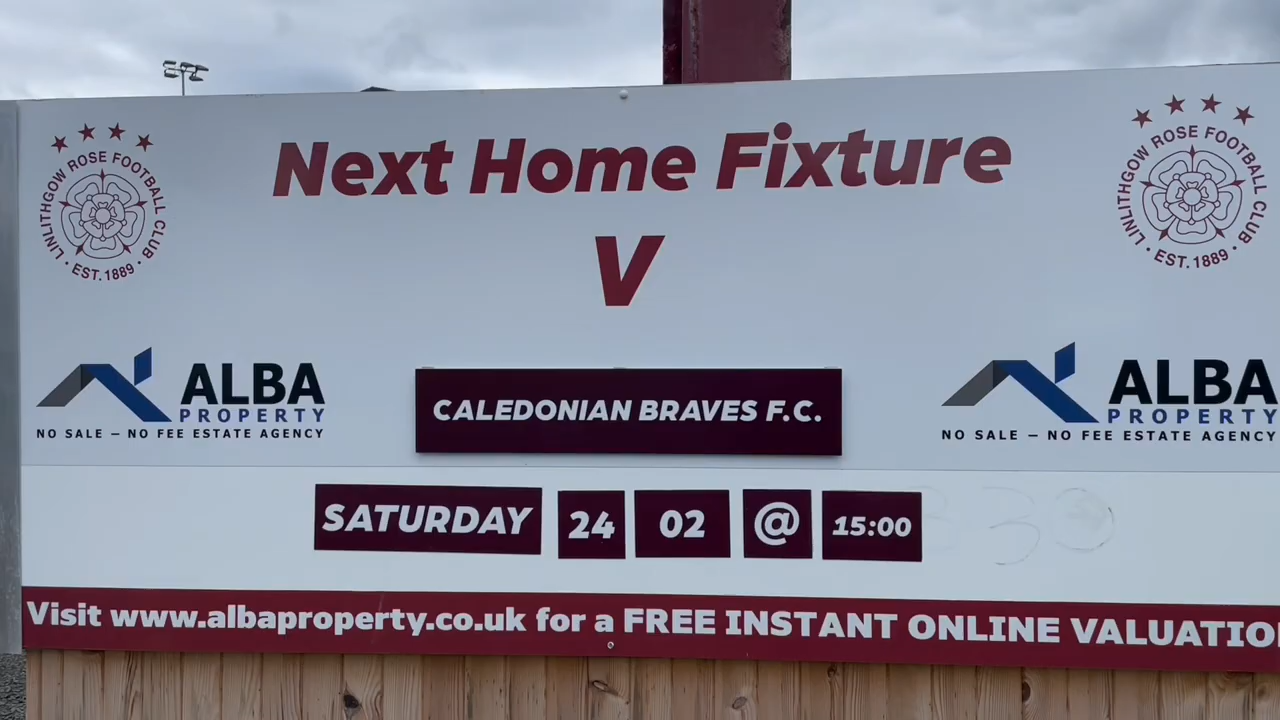 Next Home Fixture
LINLITHGOW ROSE FOOTBALL CLUB
· EST. 1889 ·
LINLITHGOW ROSE FOOTBALL CLUB
· EST. 1889 ·
V
ALBA
PROPERTY
NO SALE – NO FEE ESTATE AGENCY
CALEDONIAN BRAVES F.C.
ALBA
PROPERTY
NO SALE – NO FEE ESTATE AGENCY
SATURDAY 24 02 @ 15:00
Visit www.albaproperty.co.uk for a FREE INSTANT ONLINE VALUATIO